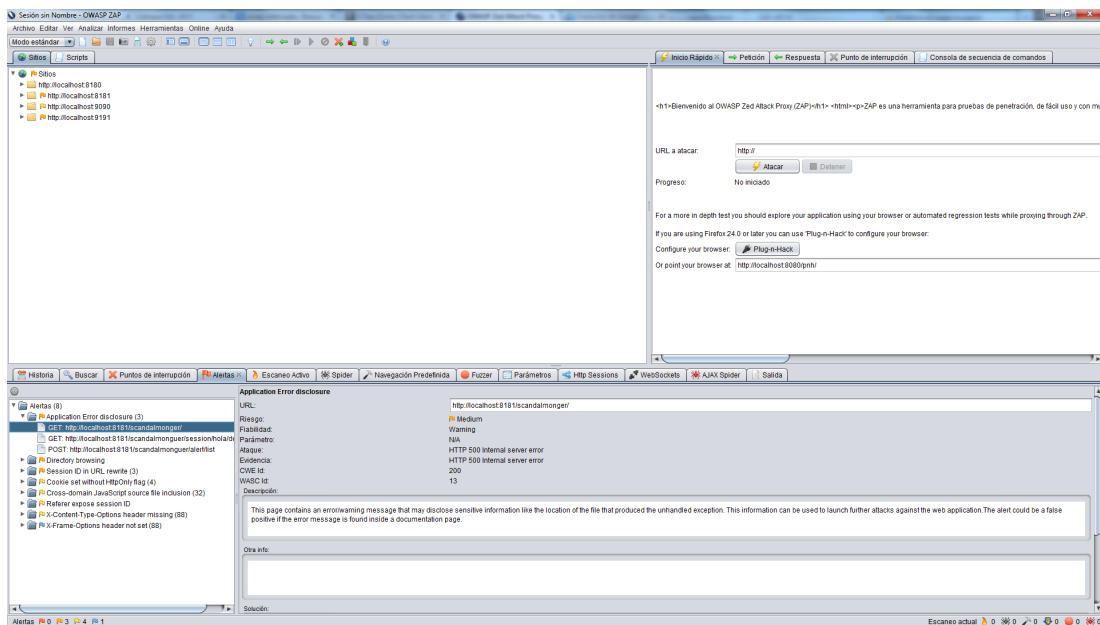 Sesión sin Nombre - OWASP ZAP
Archivo Editar Ver Analizar Informes Herramientas Online Ayuda
Modo estándar
Sitios Scripts
Sitios
http://localhost:8180
http://localhost:8181
http://localhost:9090
http://localhost:9191
Inicio Rápido Petición Respuesta Punto de interrupción Consola de secuencia de comandos
<h1>Bienvenido al OWASP Zed Attack Proxy (ZAP)</h1> <html><p>ZAP es una herramienta para pruebas de penetración, de fácil uso y con mu
URL a atacar: http://
Atacar Detener
Progreso: No iniciado
For a more in depth test you should explore your application using your browser or automated regression tests while proxying through ZAP.
If you are using Firefox 24.0 or later you can use 'Plug-n-Hack' to configure your browser:
Configure your browser: Plug-n-Hack
Or point your browser at: http://localhost:8080/pnh/
Historia Buscar Puntos de interrupción Alertas Escaneo Activo Spider Navegación Predefinida Fuzzer Parámetros Http Sessions WebSockets AJAX Spider Salida
Alertas (8)
Application Error disclosure (3)
GET: http://localhost:8181/scandalmonger/
GET: http://localhost:8181/scandalmonguer/session/hola/d
POST: http://localhost:8181/scandalmonguer/alert/list
Directory browsing
Session ID in URL rewrite (3)
Cookie set without HttpOnly flag (4)
Cross-domain JavaScript source file inclusion (32)
Referer expose session ID
X-Content-Type-Options header missing (88)
X-Frame-Options header not set (88)
Application Error disclosure
URL: http://localhost:8181/scandalmonger/
Riesgo: Medium
Fiabilidad: Warning
Parámetro: N/A
Ataque: HTTP 500 Internal server error
Evidencia: HTTP 500 Internal server error
CWE Id: 200
WASC Id: 13
Descripción:
This page contains an error/warning message that may disclose sensitive information like the location of the file that produced the unhandled exception. This information can be used to launch further attacks against the web application.The alert could be a false
positive if the error message is found inside a documentation page.
Otra info:
Solución:
Alertas 0 3 4 1
Escaneo actual 0 0 0 0 0 0